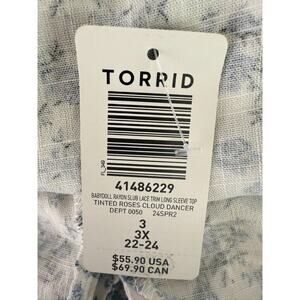 TORRID
FL_340
41486229
BABYDOLL RAYON SLUB LACE TRIM LONG SLEEVE TOP
TINTED ROSES CLOUD DANCER
DEPT 0050 24SPR2
3
3X
22-24
$55.90 USA
$69.90 CAN